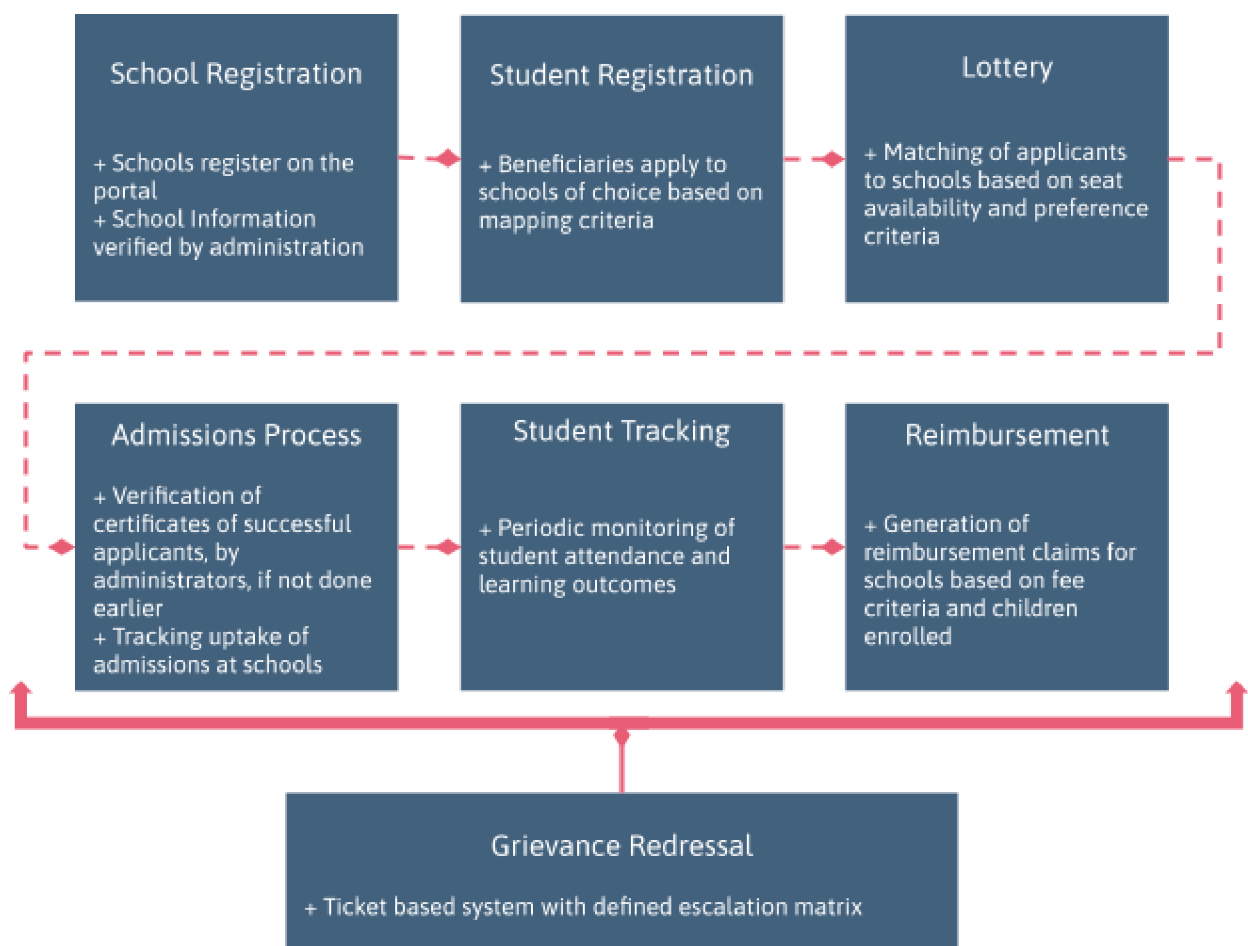 School Registration
+ Schools register on the
portal
+ School Information
verified by administration
Student Registration
+ Beneficiaries apply to
schools of choice based on
mapping criteria
Lottery
+ Matching of applicants
to schools based on seat
availability and preference
criteria
Admissions Process
+ Verification of
certificates of successful
applicants, by
administrators, if not done
earlier
+ Tracking uptake of
admissions at schools
Student Tracking
+ Periodic monitoring of
student attendance and
learning outcomes
Reimbursement
+ Generation of
reimbursement claims for
schools based on fee
criteria and children
enrolled
Grievance Redressal
+ Ticket based system with defined escalation matrix